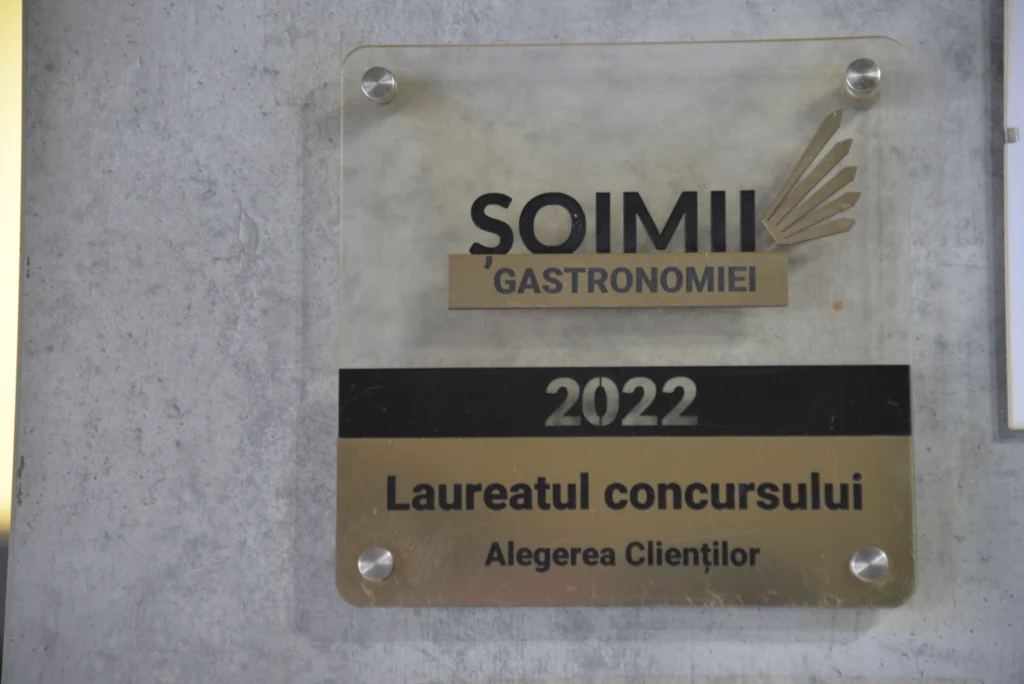 ȘOIMII
GASTRONOMIEI
2022
Laureatul concursului
Alegerea Clienților